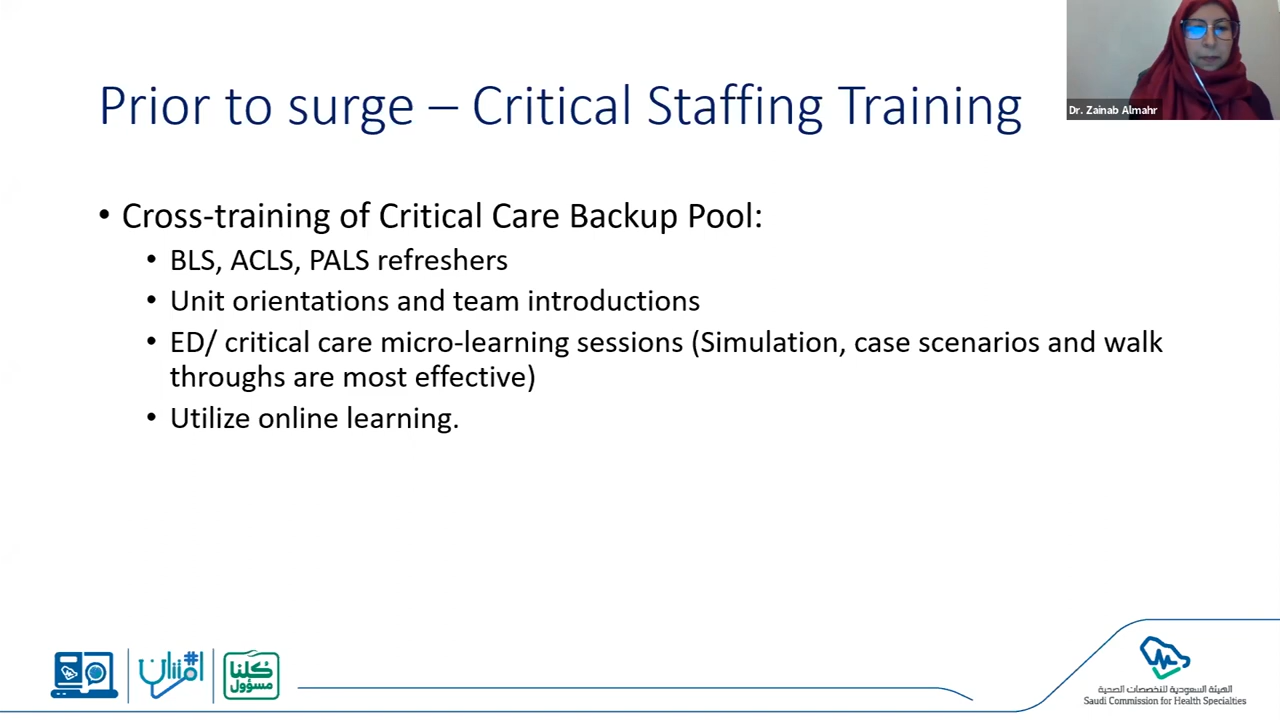 Prior to surge – Critical Staffing Training
Dr. Zainab Almahr
• Cross-training of Critical Care Backup Pool:
• BLS, ACLS, PALS refreshers
• Unit orientations and team introductions
• ED/ critical care micro-learning sessions (Simulation, case scenarios and walk
throughs are most effective)
• Utilize online learning.
#امتنان
كلنا
مسؤول
الهيئة السعودية للتخصصات الصحية
Saudi Commission for Health Specialties